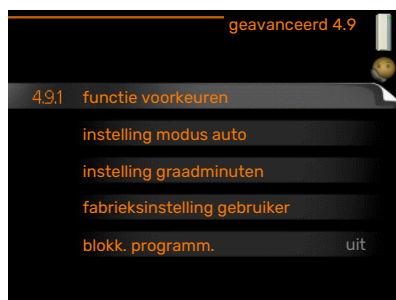 geavanceerd 4.9
4.9.1 functie voorkeuren
instelling modus auto
instelling graadminuten
fabrieksinstelling gebruiker
blokk. programm. uit